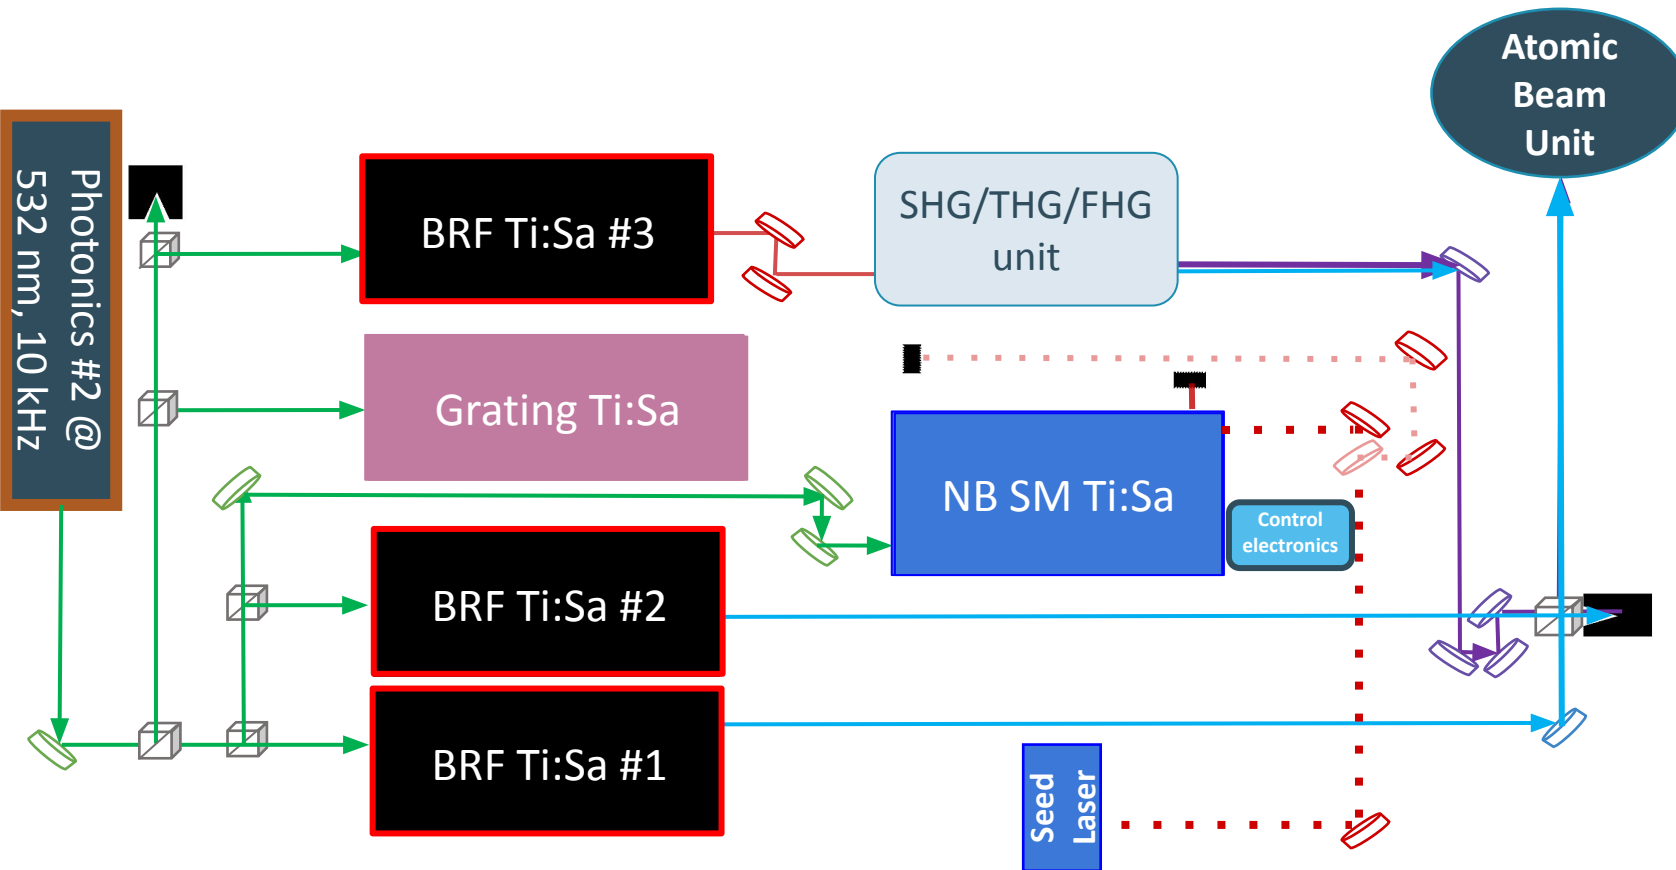 Atomic
Beam
Unit
Photonics #2 @
532 nm, 10 kHz
BRF Ti:Sa #3
SHG/THG/FHG
unit
Grating Ti:Sa
NB SM Ti:Sa
Control
electronics
BRF Ti:Sa #2
BRF Ti:Sa #1
Seed
Laser